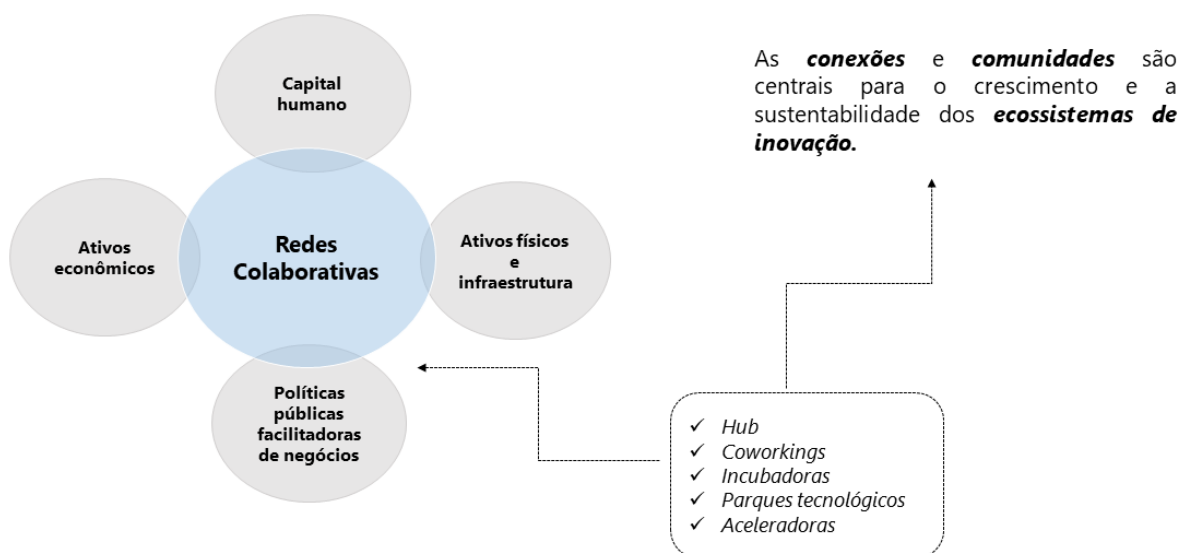 Capital
humano
Ativos
econômicos
Redes
Colaborativas
Ativos físicos
e
infraestrutura
Políticas
públicas
facilitadoras
de negócios
As conexões e comunidades são
centrais para o crescimento e a
sustentabilidade dos ecossistemas de
inovação.
✓ Hub
✓ Coworkings
✓ Incubadoras
✓ Parques tecnológicos
✓ Aceleradoras